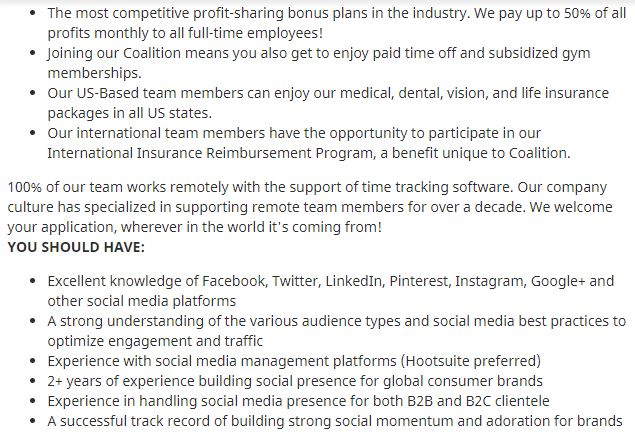 • The most competitive profit-sharing bonus plans in the industry. We pay up to 50% of all
profits monthly to all full-time employees!
• Joining our Coalition means you also get to enjoy paid time off and subsidized gym
memberships.
• Our US-Based team members can enjoy our medical, dental, vision, and life insurance
packages in all US states.
• Our international team members have the opportunity to participate in our
International Insurance Reimbursement Program, a benefit unique to Coalition.
100% of our team works remotely with the support of time tracking software. Our company
culture has specialized in supporting remote team members for over a decade. We welcome
your application, wherever in the world it's coming from!
YOU SHOULD HAVE:
• Excellent knowledge of Facebook, Twitter, LinkedIn, Pinterest, Instagram, Google+ and
other social media platforms
• A strong understanding of the various audience types and social media best practices to
optimize engagement and traffic
• Experience with social media management platforms (Hootsuite preferred)
• 2+ years of experience building social presence for global consumer brands
• Experience in handling social media presence for both B2B and B2C clientele
• A successful track record of building strong social momentum and adoration for brands